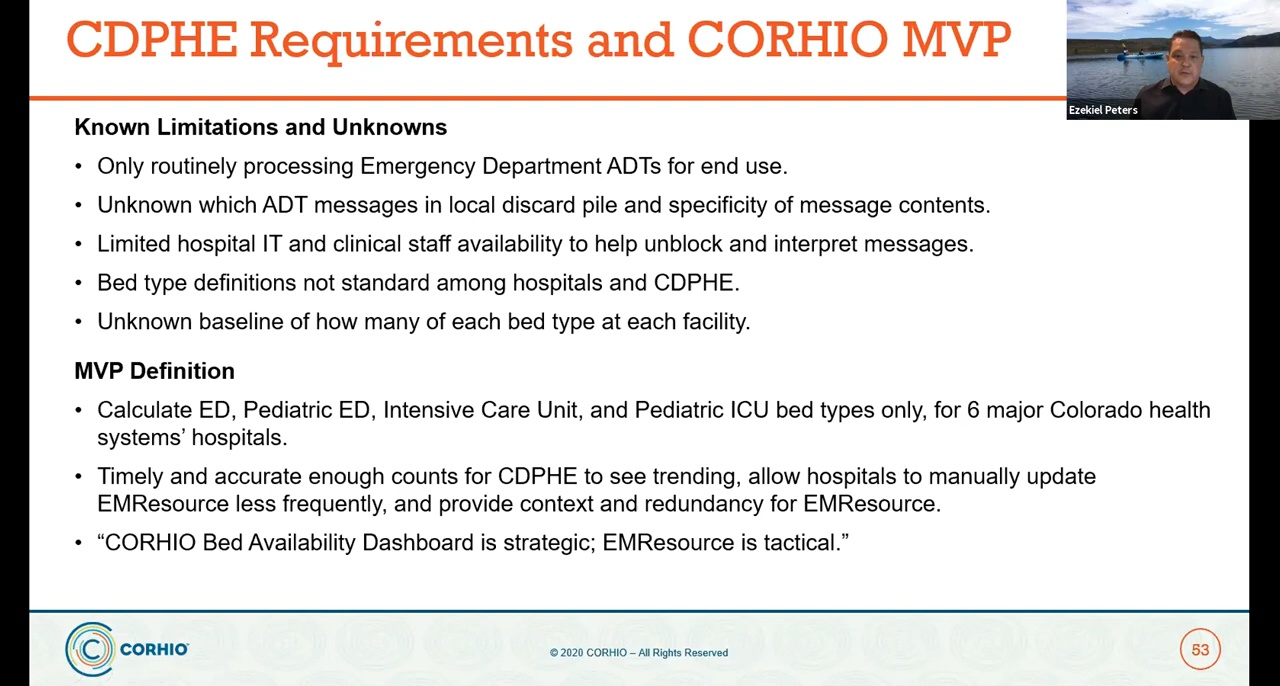 CDPHE Requirements and CORHIO MVP
Ezekiel Peters
Known Limitations and Unknowns
• Only routinely processing Emergency Department ADTs for end use.
• Unknown which ADT messages in local discard pile and specificity of message contents.
• Limited hospital IT and clinical staff availability to help unblock and interpret messages.
• Bed type definitions not standard among hospitals and CDPHE.
• Unknown baseline of how many of each bed type at each facility.
MVP Definition
• Calculate ED, Pediatric ED, Intensive Care Unit, and Pediatric ICU bed types only, for 6 major Colorado health
systems’ hospitals.
• Timely and accurate enough counts for CDPHE to see trending, allow hospitals to manually update
EMResource less frequently, and provide context and redundancy for EMResource.
• “CORHIO Bed Availability Dashboard is strategic; EMResource is tactical.”
C CORHIO
© 2020 CORHIO – All Rights Reserved
53